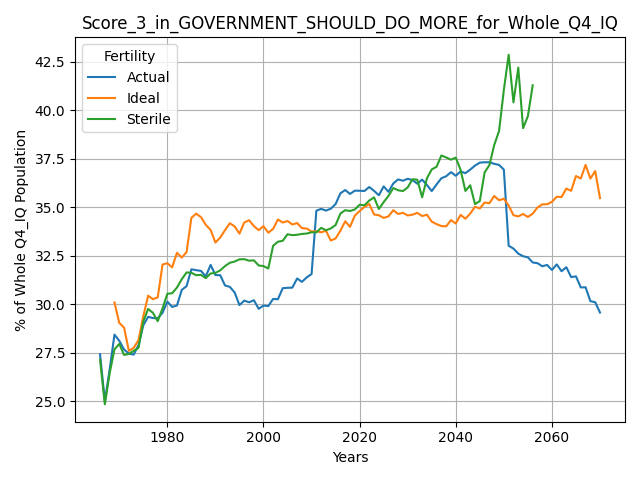 Score_3_in_GOVERNMENT_SHOULD_DO_MORE_for_Whole_Q4_IQ
Fertility
Actual
Ideal
Sterile
% of Whole Q4_IQ Population
42.5
40.0
37.5
35.0
32.5
30.0
27.5
25.0
1980
2000
2020
2040
2060
Years